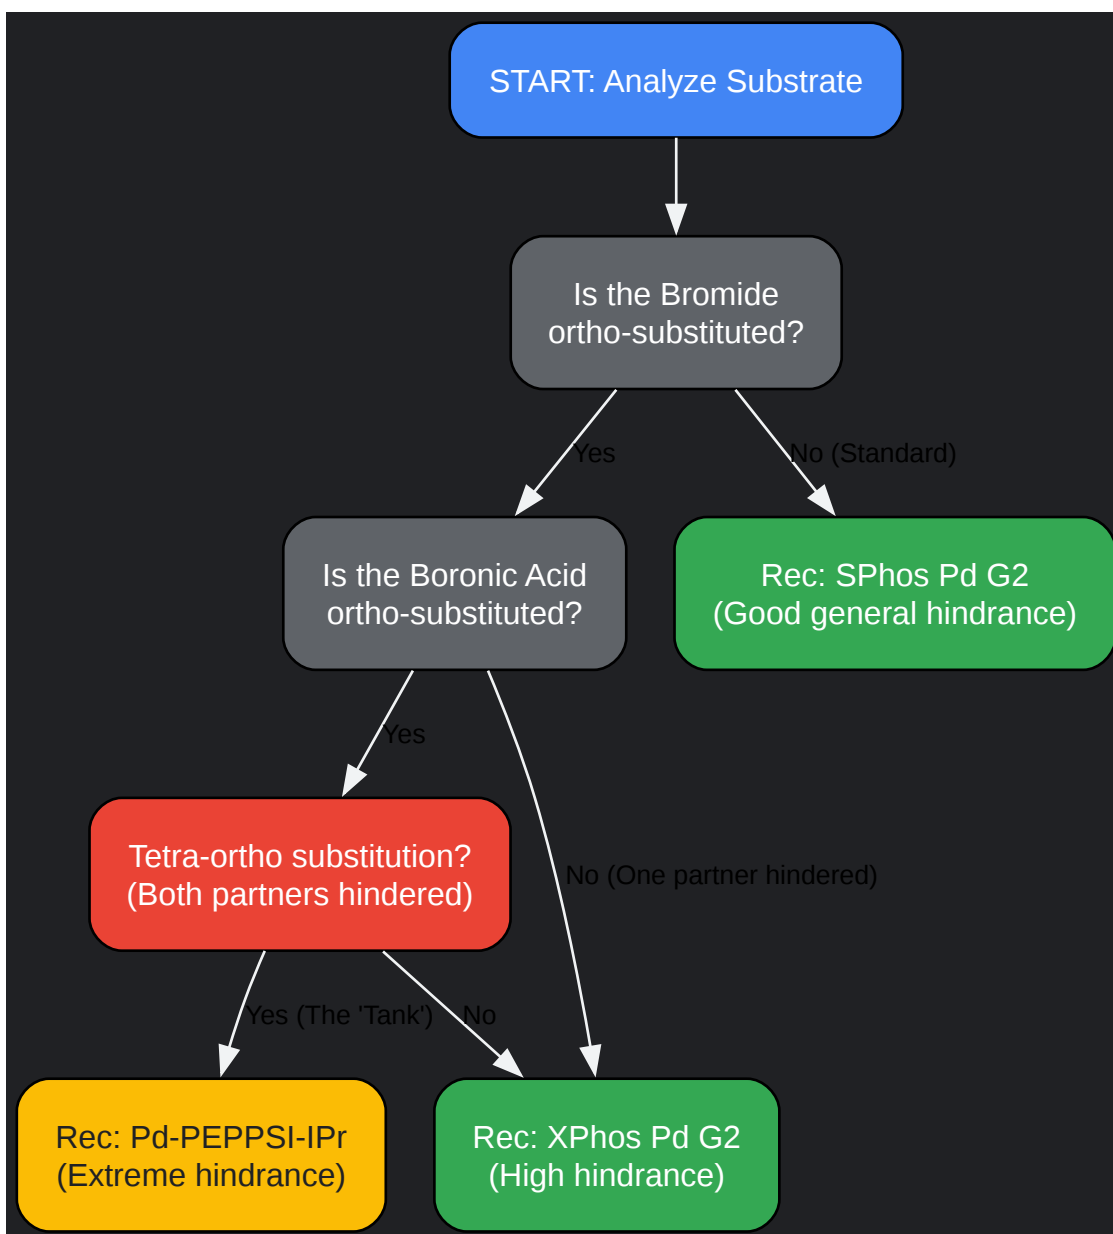 START: Analyze Substrate
Is the Bromide
ortho-substituted?
Yes
No (Standard)
Is the Boronic Acid
ortho-substituted?
Rec: SPhos Pd G2
(Good general hindrance)
Yes
Tetra-ortho substitution?
(Both partners hindered)
No (One partner hindered)
Yes (The 'Tank')
No
Rec: Pd-PEPPSI-IPr
(Extreme hindrance)
Rec: XPhos Pd G2
(High hindrance)